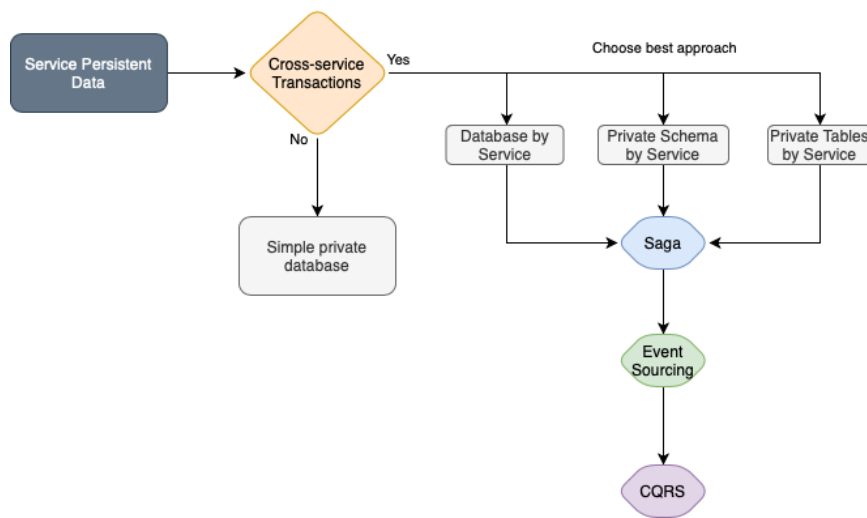 Service Persistent
Data
Cross-service
Transactions
Yes
Choose best approach
No
Database by
Service
Private Schema
by Service
Private Tables
by Service
Simple private
database
Saga
Event
Sourcing
CQRS